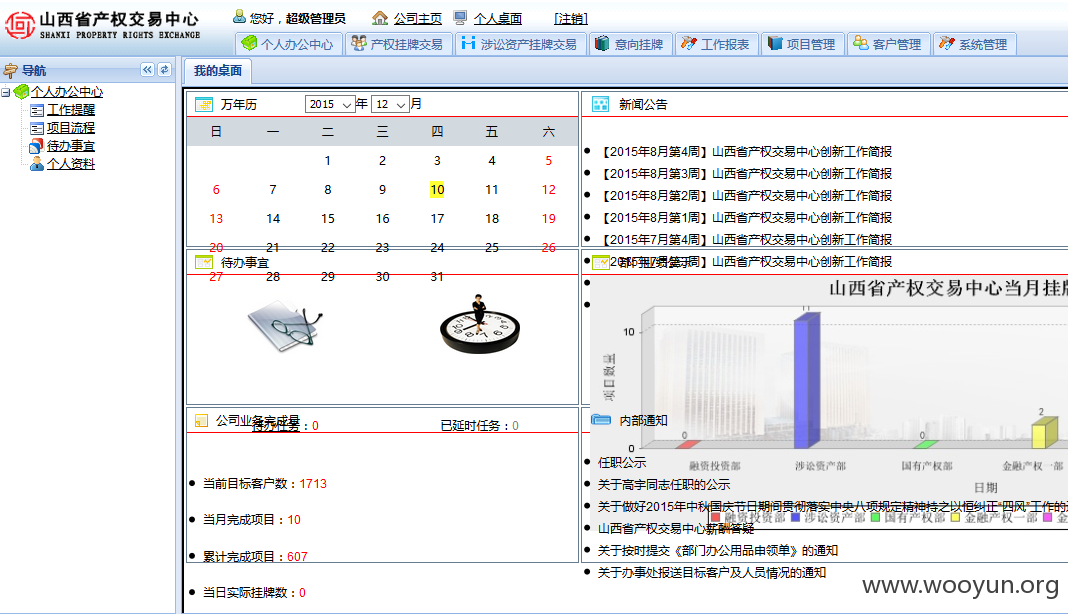 山西省产权交易中心
SHANXI PROPERTY RIGHTS EXCHANGE
您好，超级管理员 公司主页 个人桌面 [注销]
个人办公中心 产权挂牌交易 涉讼资产挂牌交易 意向挂牌 工作报表 项目管理 客户管理 系统管理
导航
个人办公中心
工作提醒
项目流程
待办事宜
个人资料
我的桌面
万年历 2015 年 12 月
日 一 二 三 四 五 六
1 2 3 4 5
6 7 8 9 10 11 12
13 14 15 16 17 18 19
20 21 22 23 24 25 26
27 28 29 30 31
新闻公告
【2015年8月第4周】山西省产权交易中心创新工作简报
【2015年8月第3周】山西省产权交易中心创新工作简报
【2015年8月第2周】山西省产权交易中心创新工作简报
【2015年8月第1周】山西省产权交易中心创新工作简报
【2015年7月第4周】山西省产权交易中心创新工作简报
周】山西省产权交易中心创新工作简报
待办事宜
待办任务：0 已延时任务：0
山西省产权交易中心当月挂牌
项目数量
10
0
11
0
0
2
融资投资部 涉讼资产部 国有产权部 金融产权一部
日期
融资投资部 涉讼资产部 国有产权部 金融产权一部 金
公司业务完成量
当前目标客户数：1713
当月完成项目：10
累计完成项目：607
当日实际挂牌数：0
内部通知
任职公示
关于高宇同志任职的公示
关于做好2015年中秋国庆节日期间贯彻落实中央八项规定精神持之以恒纠正“四风”工作的通
山西省产权交易中心薪酬答疑
关于按时提交《部门办公用品申领单》的通知
关于办事处报送目标客户及人员情况的通知
www.wooyun.org